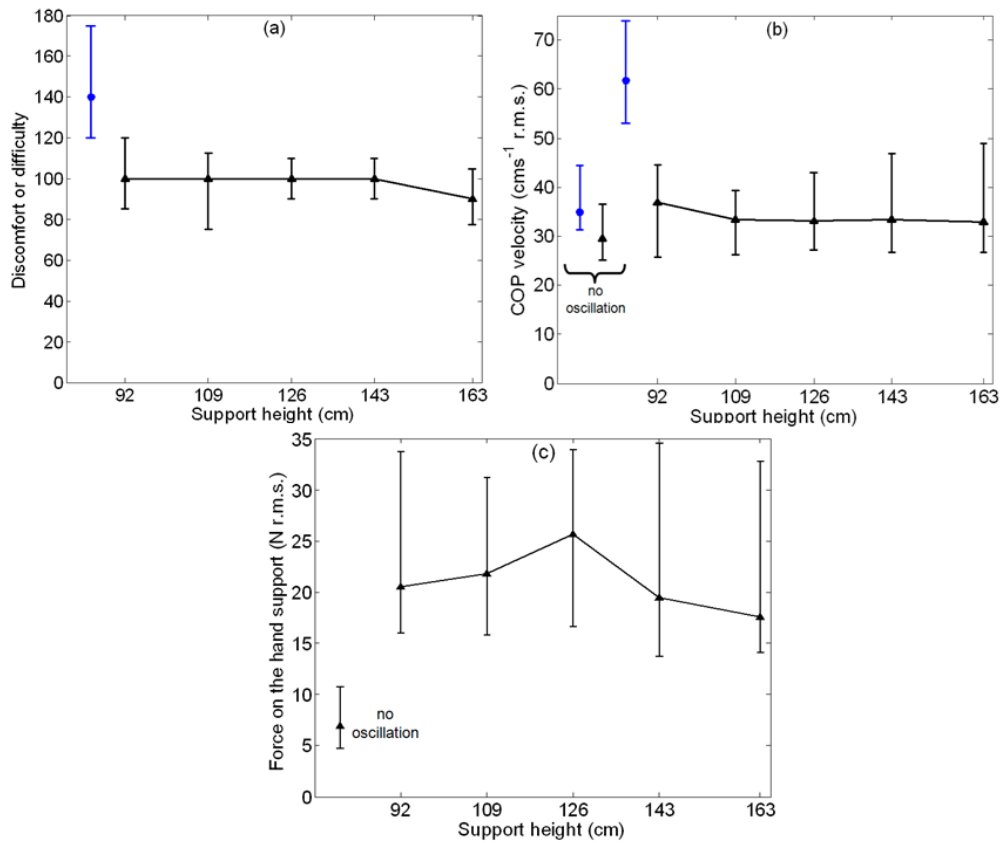 (a)
Discomfort or difficulty
180
160
140
120
100
80
60
40
20
0
92 109 126 143 163
Support height (cm)
(b)
COP velocity (cms⁻¹ r.m.s.)
70
60
50
40
30
20
10
0
no
oscillation
92 109 126 143 163
Support height (cm)
(c)
Force on the hand support (N r.m.s.)
35
30
25
20
15
10
5
0
no
oscillation
92 109 126 143 163
Support height (cm)